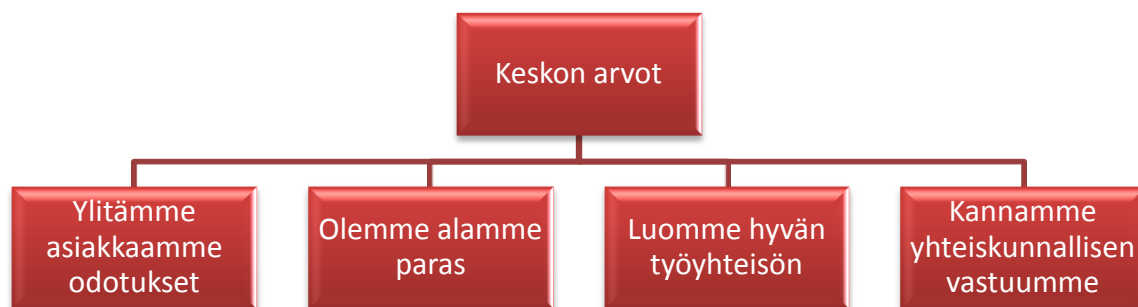 Keskon arvot
Ylitämme
asiakkaamme
odotukset
Olemme alamme
paras
Luomme hyvän
työyhteisön
Kannamme
yhteiskunnallisen
vastuumme